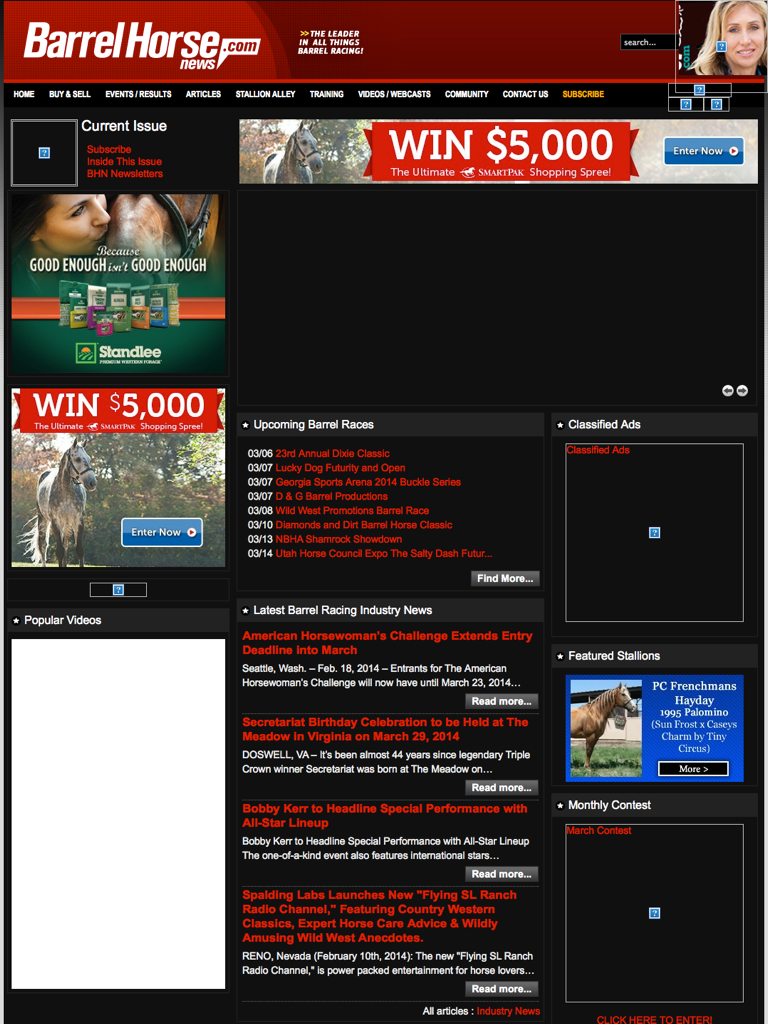 BarrelHorse.com
news
>> THE LEADER
IN ALL THINGS
BARREL RACING!
search...
.com
HOME BUY & SELL EVENTS / RESULTS ARTICLES STALLION ALLEY TRAINING VIDEOS / WEBCASTS COMMUNITY CONTACT US SUBSCRIBE
Current Issue
Subscribe
Inside This Issue
BHN Newsletters
WIN $5,000
The Ultimate SMARTPAK Shopping Spree!
Enter Now
Because
GOOD ENOUGH isn't GOOD ENOUGH
Standlee
PREMIUM WESTERN FORAGE
WIN $5,000
The Ultimate SMARTPAK Shopping Spree!
Enter Now
Popular Videos
Upcoming Barrel Races
03/06 23rd Annual Dixie Classic
03/07 Lucky Dog Futurity and Open
03/07 Georgia Sports Arena 2014 Buckle Series
03/07 D & G Barrel Productions
03/08 Wild West Promotions Barrel Race
03/10 Diamonds and Dirt Barrel Horse Classic
03/13 NBHA Shamrock Showdown
03/14 Utah Horse Council Expo The Salty Dash Futur...
Find More...
Latest Barrel Racing Industry News
American Horsewoman's Challenge Extends Entry
Deadline into March
Seattle, Wash. – Feb. 18, 2014 – Entrants for The American
Horsewoman's Challenge will now have until March 23, 2014…
Read more...
Secretariat Birthday Celebration to be Held at The
Meadow in Virginia on March 29, 2014
DOSWELL, VA – It's been almost 44 years since legendary Triple
Crown winner Secretariat was born at The Meadow on…
Read more...
Bobby Kerr to Headline Special Performance with
All-Star Lineup
Bobby Kerr to Headline Special Performance with All-Star Lineup
The one-of-a-kind event also features international stars…
Read more...
Spalding Labs Launches New "Flying SL Ranch
Radio Channel," Featuring Country Western
Classics, Expert Horse Care Advice & Wildly
Amusing Wild West Anecdotes.
RENO, Nevada (February 10th, 2014): The new "Flying SL Ranch
Radio Channel," is power packed entertainment for horse lovers…
Read more...
All articles : Industry News
Classified Ads
Classified Ads
Featured Stallions
PC Frenchmans
Hayday
1995 Palomino
(Sun Frost x Caseys
Charm by Tiny
Circus)
More >
Monthly Contest
March Contest
CLICK HERE TO ENTER!